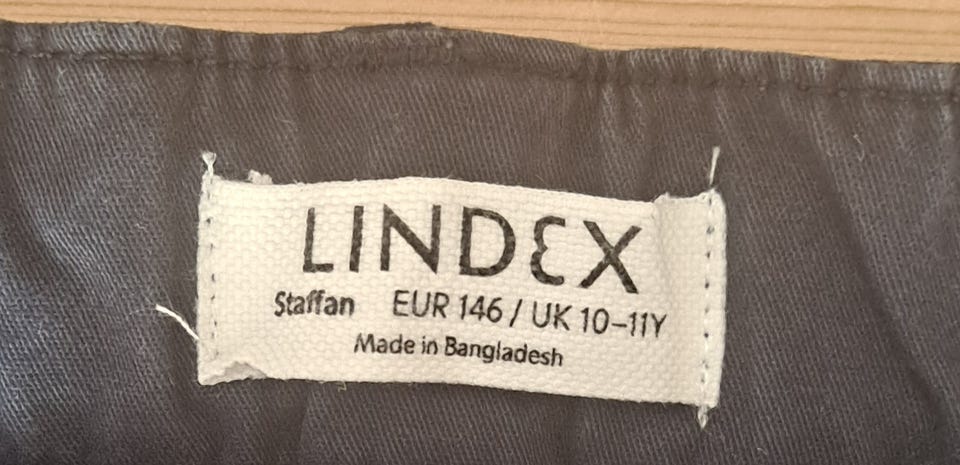 LINDEX
Staffan EUR 146 / UK 10-11Y
Made in Bangladesh